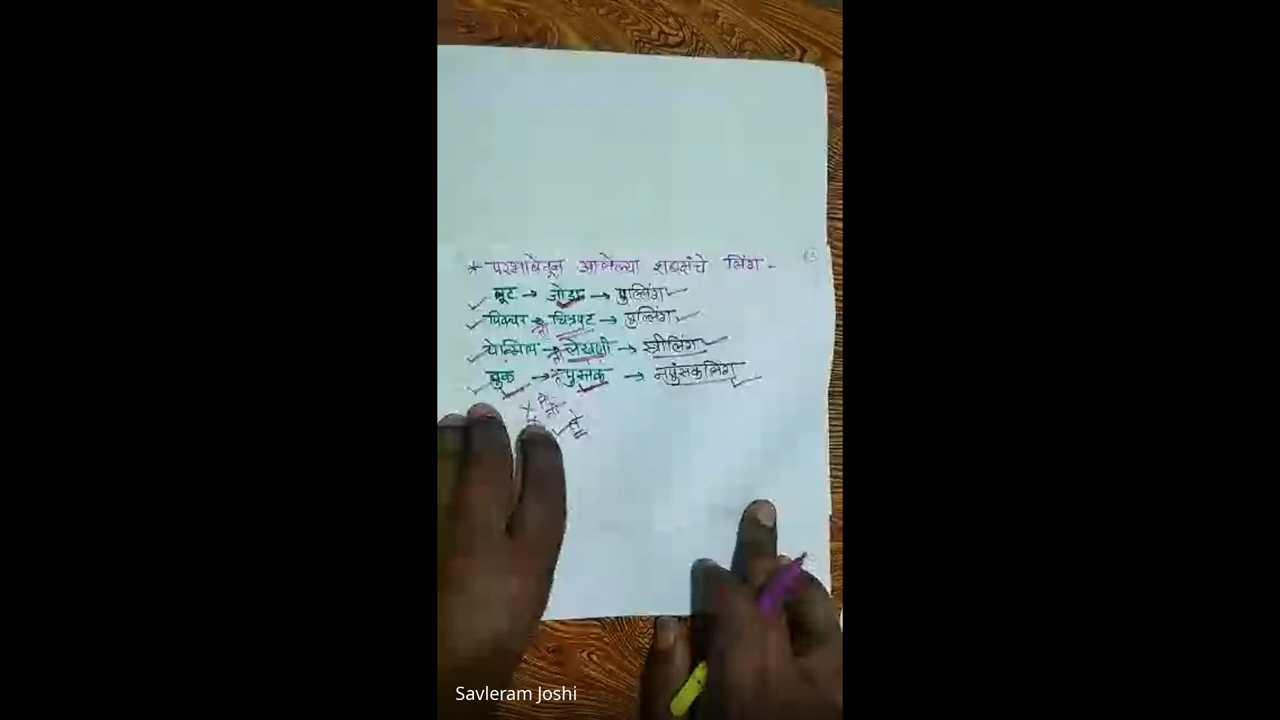 * परभाषेतून आलेल्या शब्दांचे लिंग -
बूट → जोडा → पुल्लिंग
पिक्चर → तो चित्रपट → पुल्लिंग
पेन्सिल → ती लेखणी → स्त्रीलिंग
बुक → ते पुस्तक → नपुंसकलिंग
तो
ती
ते
Savleram Joshi